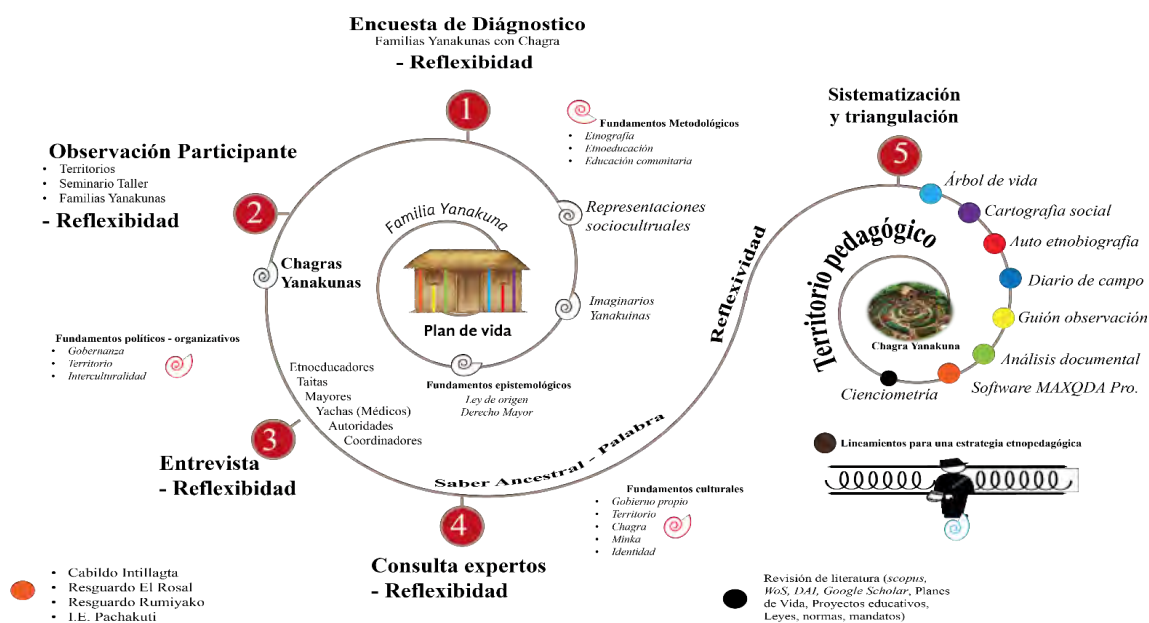 Encuesta de Diágnostico
Familias Yanakunas con Chagra
- Reflexibidad
1
Fundamentos Metodológicos
• Etnografía
• Etnoeducación
• Educación comunitaria
Observación Participante
• Territorios
• Seminario Taller
• Familias Yanakunas
- Reflexibidad
2
Chagras
Yanakunas
Familia Yanakuna
Plan de vida
Representaciones
sociocultruales
Imaginarios
Yanakuinas
Fundamentos epistemológicos
Ley de origen
Derecho Mayor
Fundamentos políticos - organizativos
• Gobernanza
• Territorio
• Interculturalidad
Etnoeducadores
Taitas
Mayores
Yachas (Médicos)
Autoridades
Coordinadores
3
Entrevista
- Reflexibidad
4
Consulta expertos
- Reflexibidad
Saber Ancestral - Palabra
Fundamentos culturales
• Gobierno propio
• Territorio
• Chagra
• Minka
• Identidad
Reflexividad
Sistematización
y triangulación
5
Árbol de vida
Cartografia social
Auto etnobiografía
Diario de campo
Guión observación
Análisis documental
Software MAXQDA Pro.
Cienciometría
Territorio pedagógico
Chagra Yanakuna
Lineamientos para una estrategia etnopedagógica
• Cabildo Intillagta
• Resguardo El Rosal
• Resguardo Rumiyako
• I.E. Pachakuti
Revisión de literatura (scopus,
WoS, DAI, Google Scholar, Planes
de Vida, Proyectos educativos,
Leyes, normas, mandatos)